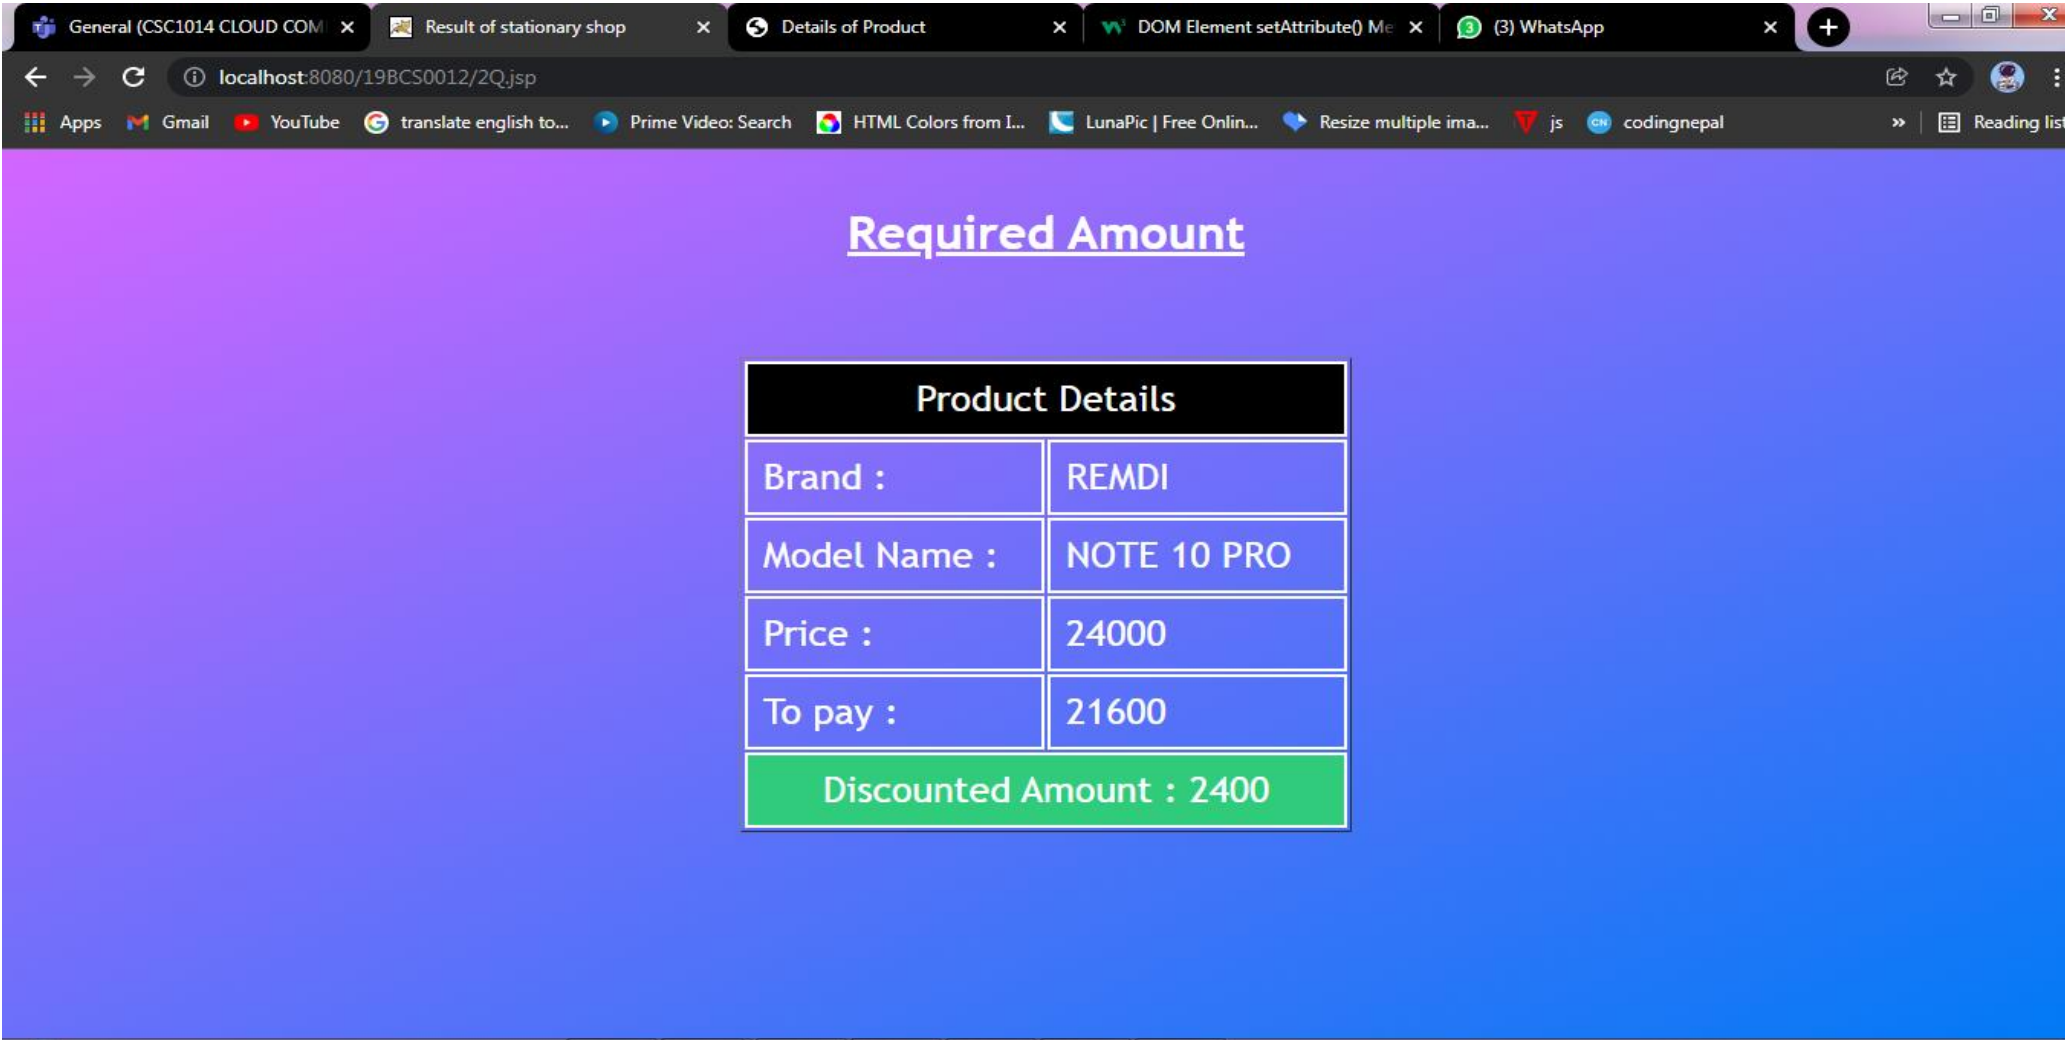 General (CSC1014 CLOUD COM
Result of stationary shop
Details of Product
DOM Element setAttribute() Me
(3) WhatsApp
localhost:8080/19BCS0012/2Q.jsp
Apps Gmail YouTube translate english to... Prime Video: Search HTML Colors from I... LunaPic | Free Onlin... Resize multiple ima... js codingnepal » Reading list
Required Amount
Product Details
Brand : REMDI
Model Name : NOTE 10 PRO
Price : 24000
To pay : 21600
Discounted Amount : 2400